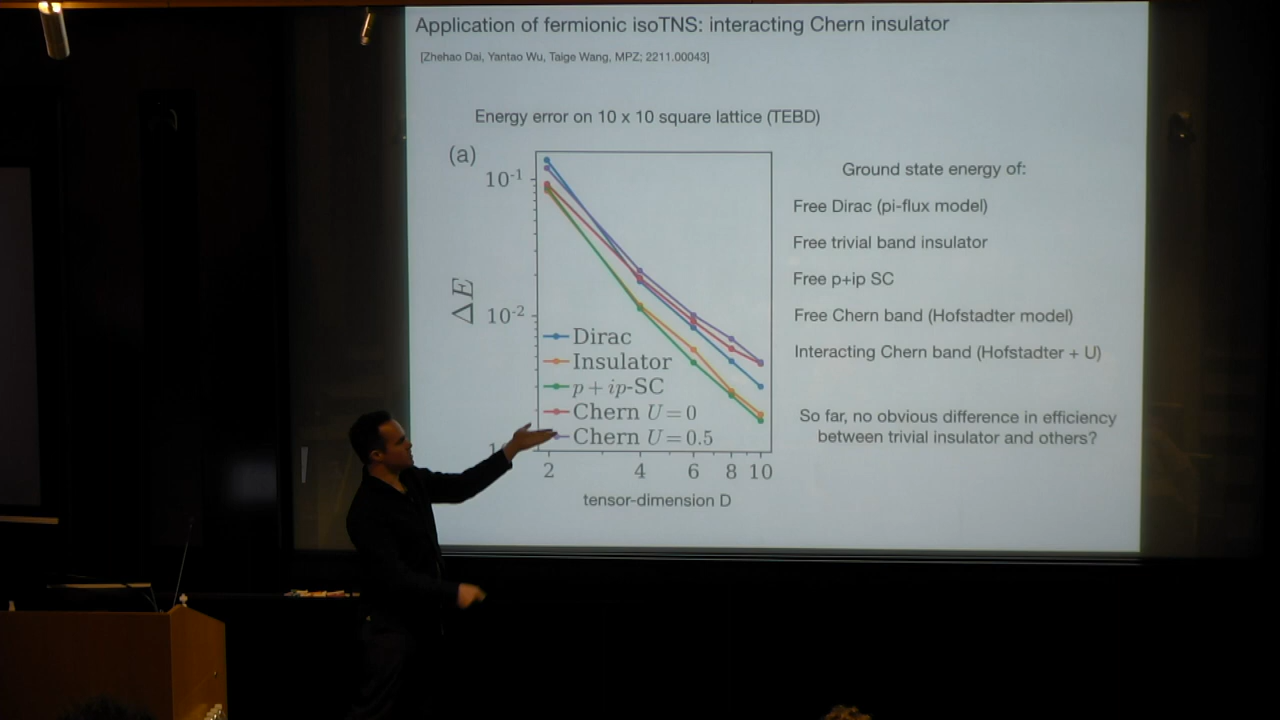 Application of fermionic isoTNS: interacting Chern insulator
[Zhehao Dai, Yantao Wu, Taige Wang, MPZ; 2211.00043]
Energy error on 10 x 10 square lattice (TEBD)
(a)
10⁻¹
10⁻²
ΔE
Dirac
Insulator
p + ip-SC
Chern U = 0
Chern U = 0.5
2 4 6 8 10
tensor-dimension D
Ground state energy of:
Free Dirac (pi-flux model)
Free trivial band insulator
Free p+ip SC
Free Chern band (Hofstadter model)
Interacting Chern band (Hofstadter + U)
So far, no obvious difference in efficiency
between trivial insulator and others?